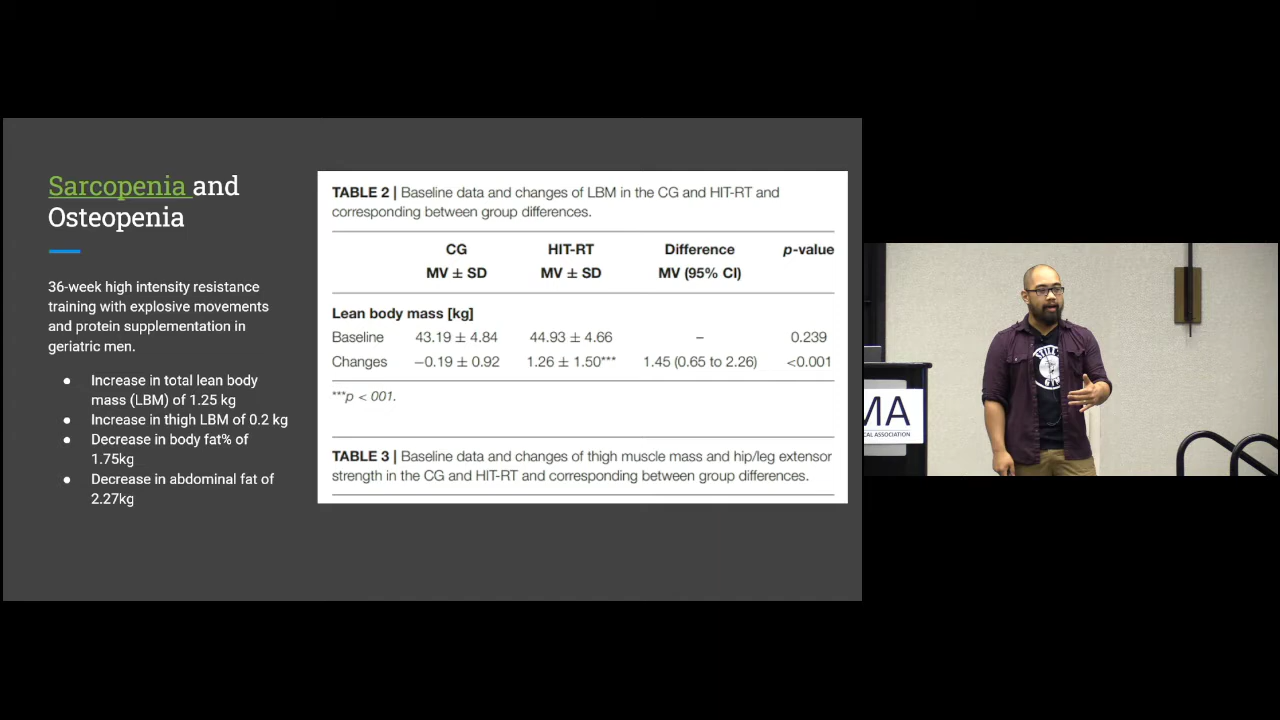 Sarcopenia and
Osteopenia
36-week high intensity resistance
training with explosive movements
and protein supplementation in
geriatric men.
● Increase in total lean body
mass (LBM) of 1.25 kg
● Increase in thigh LBM of 0.2 kg
● Decrease in body fat% of
1.75kg
● Decrease in abdominal fat of
2.27kg
TABLE 2 | Baseline data and changes of LBM in the CG and HIT-RT and
corresponding between group differences.
CG HIT-RT Difference p-value
MV ± SD MV ± SD MV (95% CI)
Lean body mass [kg]
Baseline 43.19 ± 4.84 44.93 ± 4.66 – 0.239
Changes −0.19 ± 0.92 1.26 ± 1.50*** 1.45 (0.65 to 2.26) <0.001
***p < 001.
TABLE 3 | Baseline data and changes of thigh muscle mass and hip/leg extensor
strength in the CG and HIT-RT and corresponding between group differences.
MA
ICAL ASSOCIATION